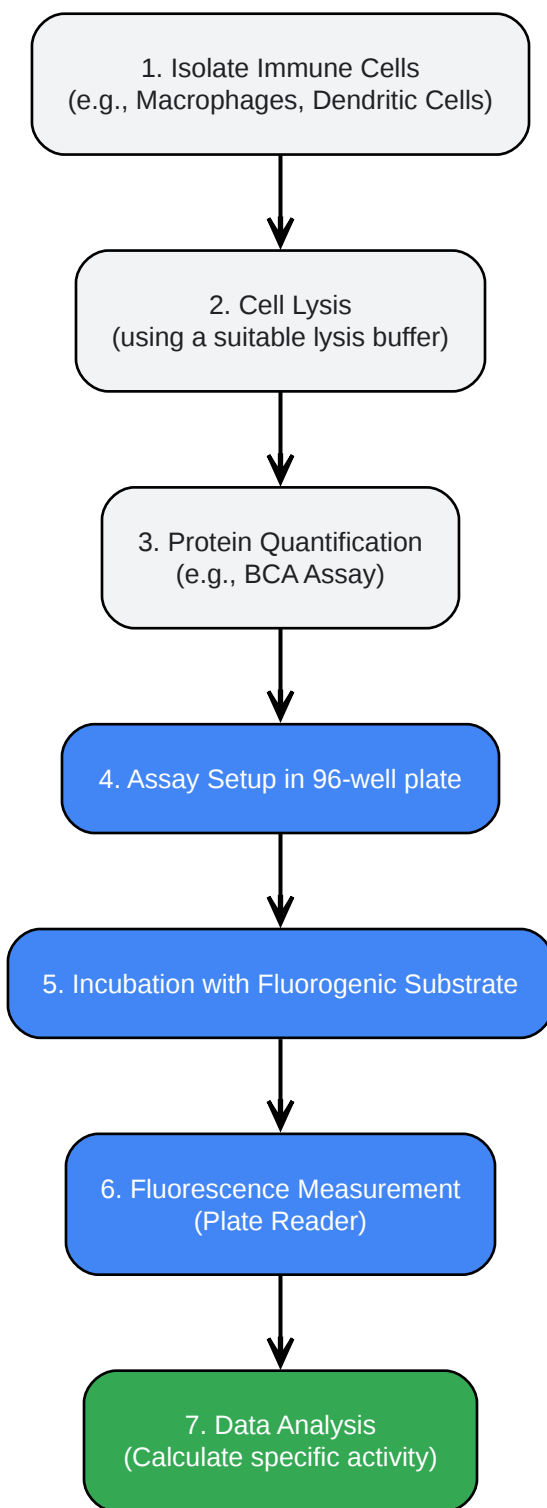 1. Isolate Immune Cells
(e.g., Macrophages, Dendritic Cells)
2. Cell Lysis
(using a suitable lysis buffer)
3. Protein Quantification
(e.g., BCA Assay)
4. Assay Setup in 96-well plate
5. Incubation with Fluorogenic Substrate
6. Fluorescence Measurement
(Plate Reader)
7. Data Analysis
(Calculate specific activity)